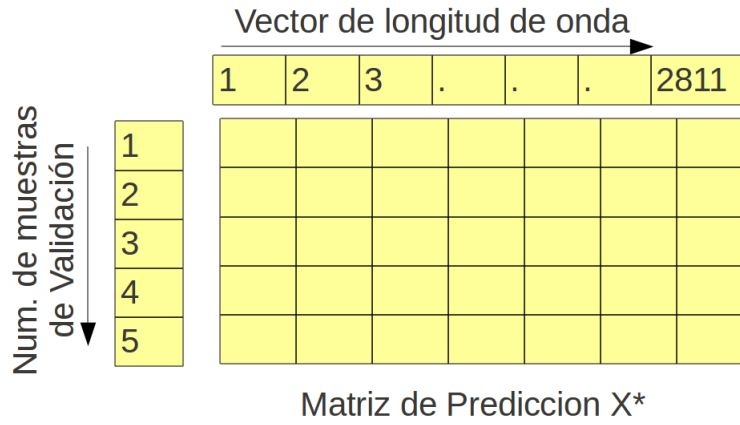 Vector de longitud de onda
1 2 3 . . . 2811
Num. de muestras
de Validación
1
2
3
4
5
Matriz de Prediccion X*